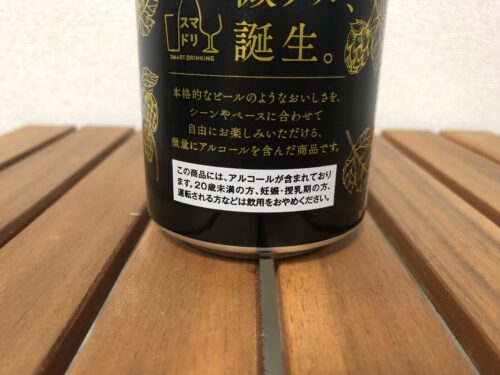 微アル、
スマ
ドリ
SMART DRINKING
誕生。
本格的なビールのようなおいしさを、
シーンやペースに合わせて
自由にお楽しみいただける、
微量にアルコールを含んだ商品です。
この商品には、アルコールが含まれており
ます。20歳未満の方、妊娠・授乳期の方、
運転される方などは飲用をおやめください。